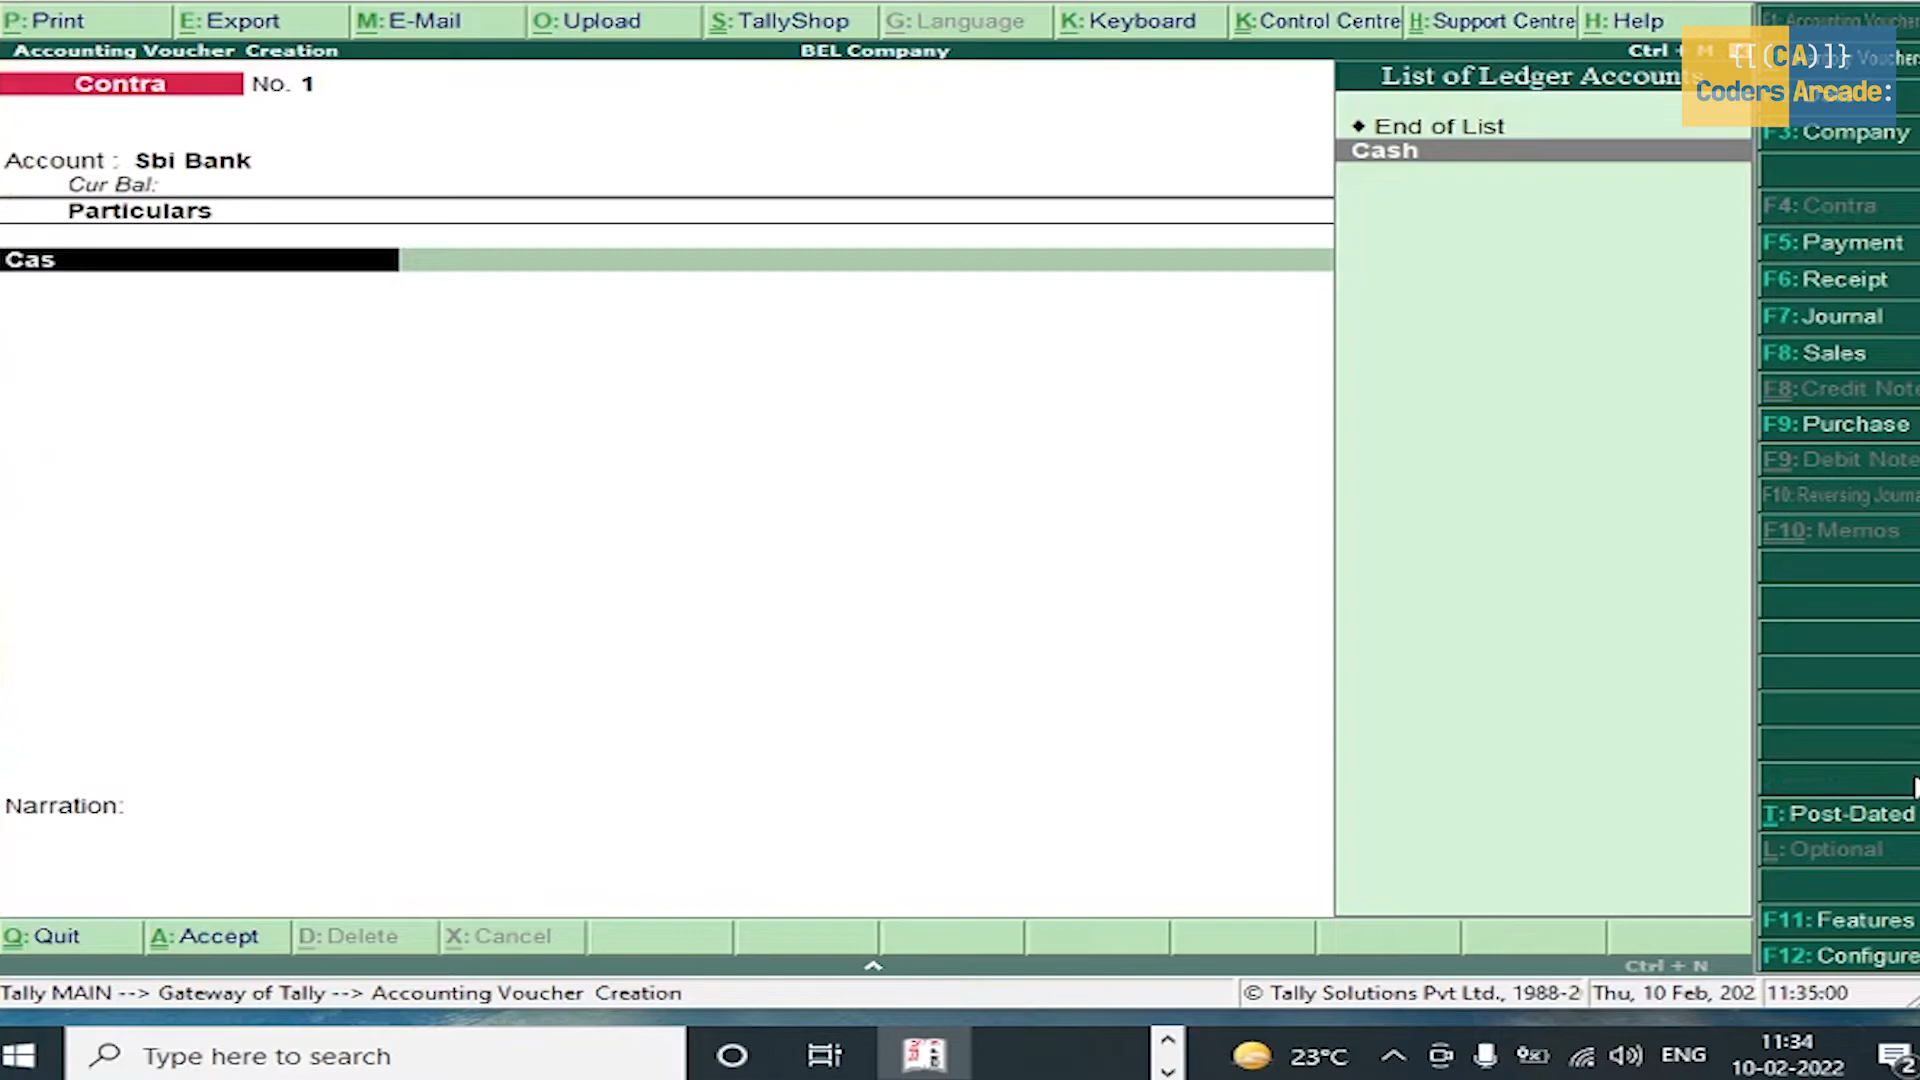 P: Print E: Export M: E-Mail O: Upload S: TallyShop G: Language K: Keyboard K: Control Centre H: Support Centre H: Help
Accounting Voucher Creation BEL Company Ctrl + M
{[(CA)]}
Coders Arcade:
Contra No. 1
List of Ledger Accounts
♦ End of List
Cash
Account : Sbi Bank
Cur Bal:
Particulars
Cas
Narration:
F3: Company
F4: Contra
F5: Payment
F6: Receipt
F7: Journal
F8: Sales
F8: Credit Note
F9: Purchase
F9: Debit Note
F10: Reversing Journa
F10: Memos
T: Post-Dated
L: Optional
F11: Features
F12: Configure
Q: Quit A: Accept D: Delete X: Cancel
Ctrl + N
Tally MAIN --> Gateway of Tally --> Accounting Voucher Creation © Tally Solutions Pvt Ltd., 1988-2 Thu, 10 Feb, 202 11:35:00
Type here to search 23°C ENG 11:34
10-02-2022
2